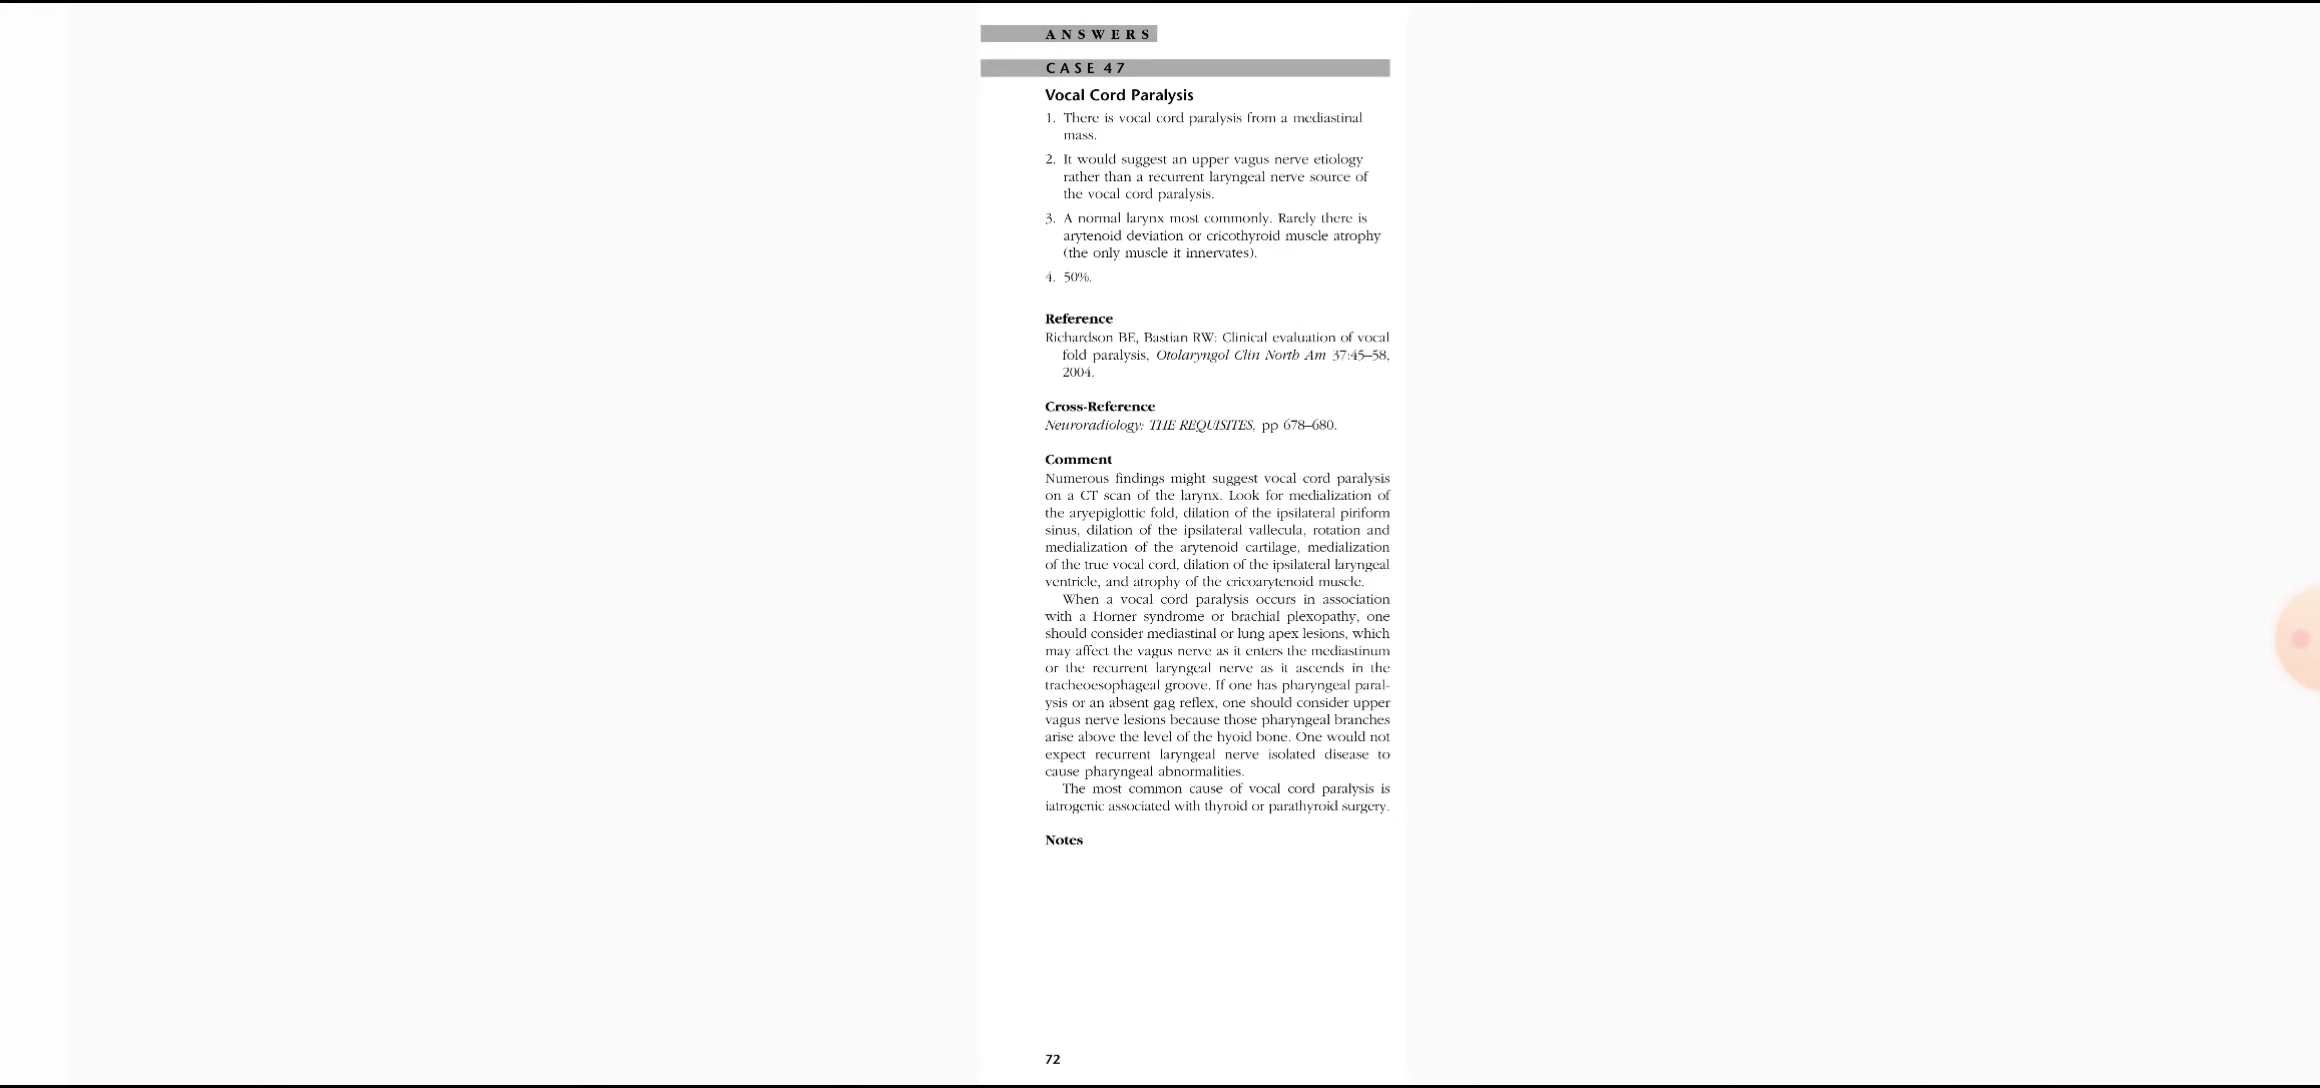 ANSWERS
CASE 47
Vocal Cord Paralysis
1. There is vocal cord paralysis from a mediastinal
mass.
2. It would suggest an upper vagus nerve etiology
rather than a recurrent laryngeal nerve source of
the vocal cord paralysis.
3. A normal larynx most commonly. Rarely there is
arytenoid deviation or cricothyroid muscle atrophy
(the only muscle it innervates).
4. 50%.
Reference
Richardson BE, Bastian RW: Clinical evaluation of vocal
fold paralysis, Otolaryngol Clin North Am 37:45–58,
2004.
Cross-Reference
Neuroradiology: THE REQUISITES, pp 678–680.
Comment
Numerous findings might suggest vocal cord paralysis
on a CT scan of the larynx. Look for medialization of
the aryepiglottic fold, dilation of the ipsilateral piriform
sinus, dilation of the ipsilateral vallecula, rotation and
medialization of the arytenoid cartilage, medialization
of the true vocal cord, dilation of the ipsilateral laryngeal
ventricle, and atrophy of the cricoarytenoid muscle.
When a vocal cord paralysis occurs in association
with a Horner syndrome or brachial plexopathy, one
should consider mediastinal or lung apex lesions, which
may affect the vagus nerve as it enters the mediastinum
or the recurrent laryngeal nerve as it ascends in the
tracheoesophageal groove. If one has pharyngeal paral-
ysis or an absent gag reflex, one should consider upper
vagus nerve lesions because those pharyngeal branches
arise above the level of the hyoid bone. One would not
expect recurrent laryngeal nerve isolated disease to
cause pharyngeal abnormalities.
The most common cause of vocal cord paralysis is
iatrogenic associated with thyroid or parathyroid surgery.
Notes
72